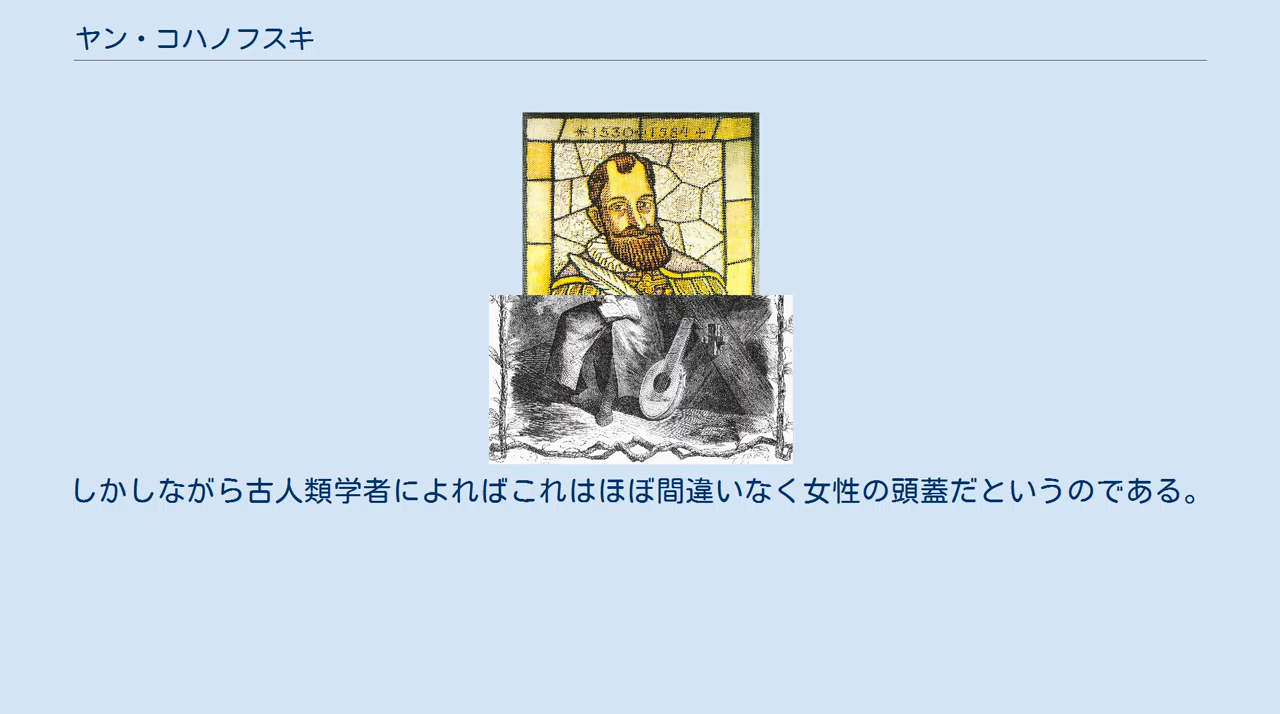 ヤン・コハノフスキ
*1530-1584+
しかしながら古人類学者によればこれはほぼ間違いなく女性の頭蓋だというのである。